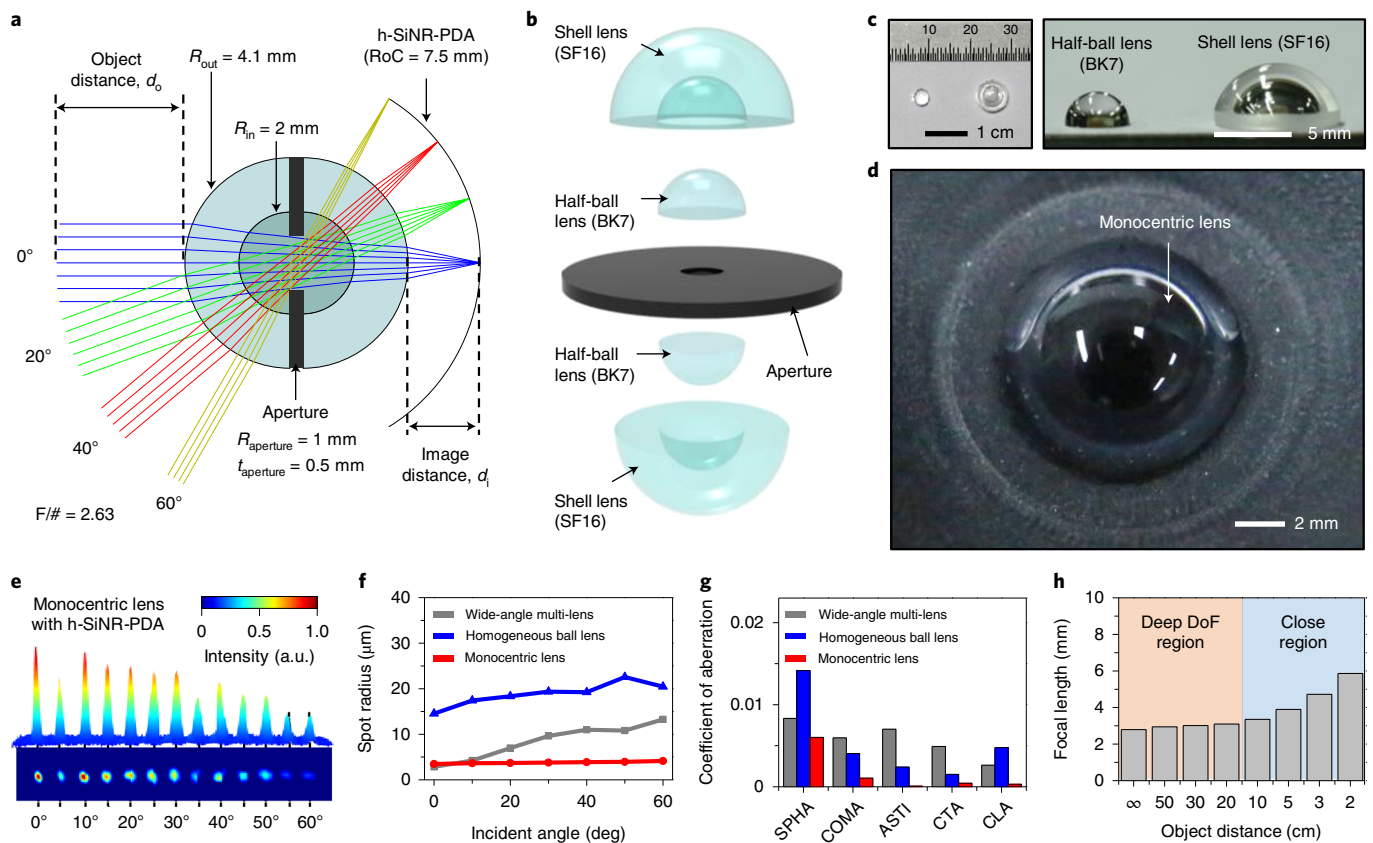 a
Object
distance, do
Rout = 4.1 mm
h-SiNR-PDA
(RoC = 7.5 mm)
Rin = 2 mm
0°
20°
40°
60°
Aperture
Raperture = 1 mm
taperture = 0.5 mm
Image
distance, di
F/# = 2.63
b
Shell lens
(SF16)
Half-ball
lens (BK7)
Aperture
Half-ball
lens (BK7)
Shell lens
(SF16)
c
10 20 30
1 cm
Half-ball lens
(BK7)
Shell lens (SF16)
5 mm
d
Monocentric lens
2 mm
e
Monocentric lens
with h-SiNR-PDA
0 0.5 1.0
Intensity (a.u.)
0° 10° 20° 30° 40° 50° 60°
f
Spot radius (μm)
40
30
20
10
0
Wide-angle multi-lens
Homogeneous ball lens
Monocentric lens
0 20 40 60
Incident angle (deg)
g
Coefficient of aberration
0.02
0.01
0
Wide-angle multi-lens
Homogeneous ball lens
Monocentric lens
SPHA COMA ASTI CTA CLA
h
Focal length (mm)
10
8
6
4
2
0
Deep DoF
region
Close
region
∞ 50 30 20 10 5 3 2
Object distance (cm)